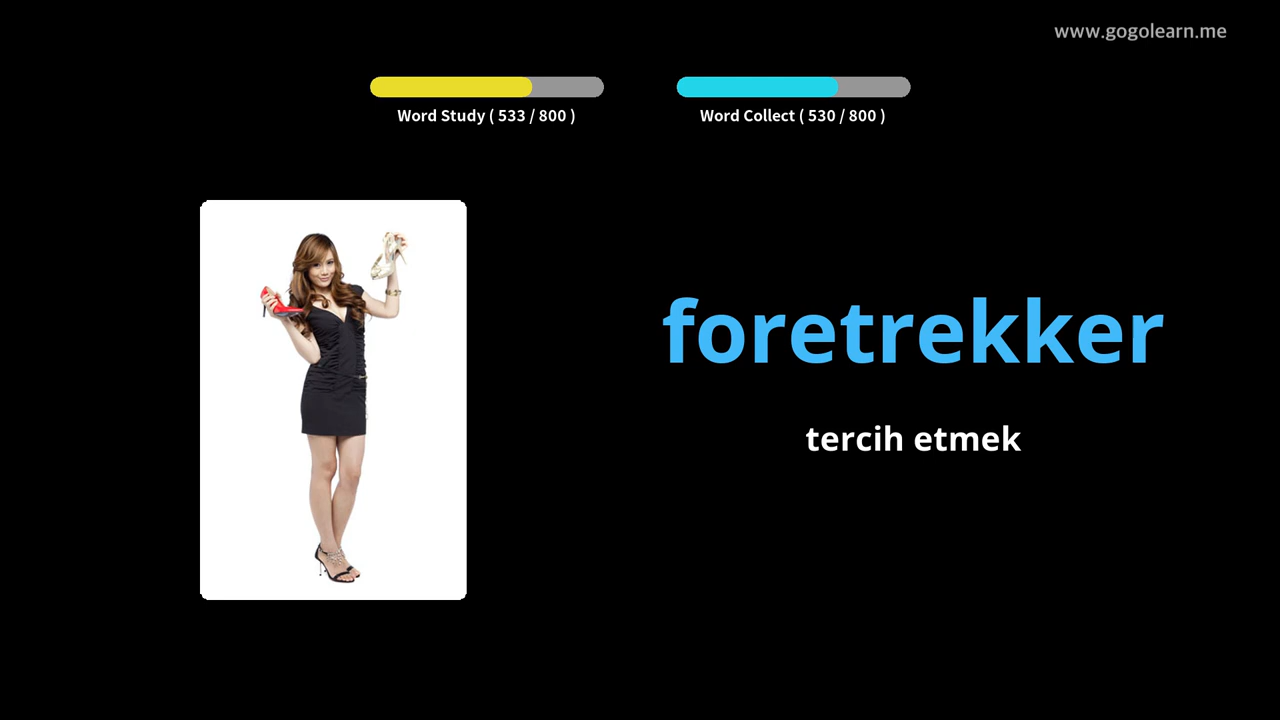 www.gogolearn.me
Word Study ( 533 / 800 )
Word Collect ( 530 / 800 )
foretrekker
tercih etmek